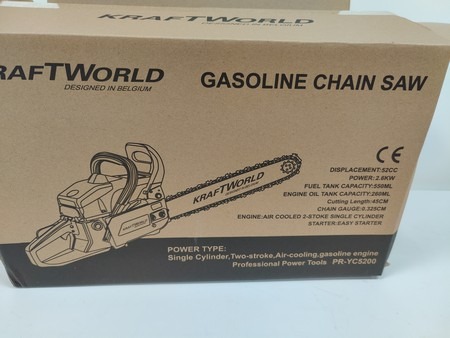 KRAFTWORLD
RAFTWORLD
DESIGNED IN BELGIUM
GASOLINE CHAIN SAW
CE
DISPLACEMENT:52CC
POWER: 2.0KW
FUEL TANK CAPACITY:550ML
ENGINE OIL TANK CAPACITY:260ML
Cutting Length:45CM
CHAIN GAUGE:0.325CM
ENGINE:AIR COOLED 2-STOKE SINGLE CYLINDER
STARTER:EASY STARTER.
KRAFTWORLD
KRAFTWORLD
POWER TYPE:
Single Cylinder,Two-stroke,Air-cooling,gasoline engine
Professional Power Tools PR-YC5200